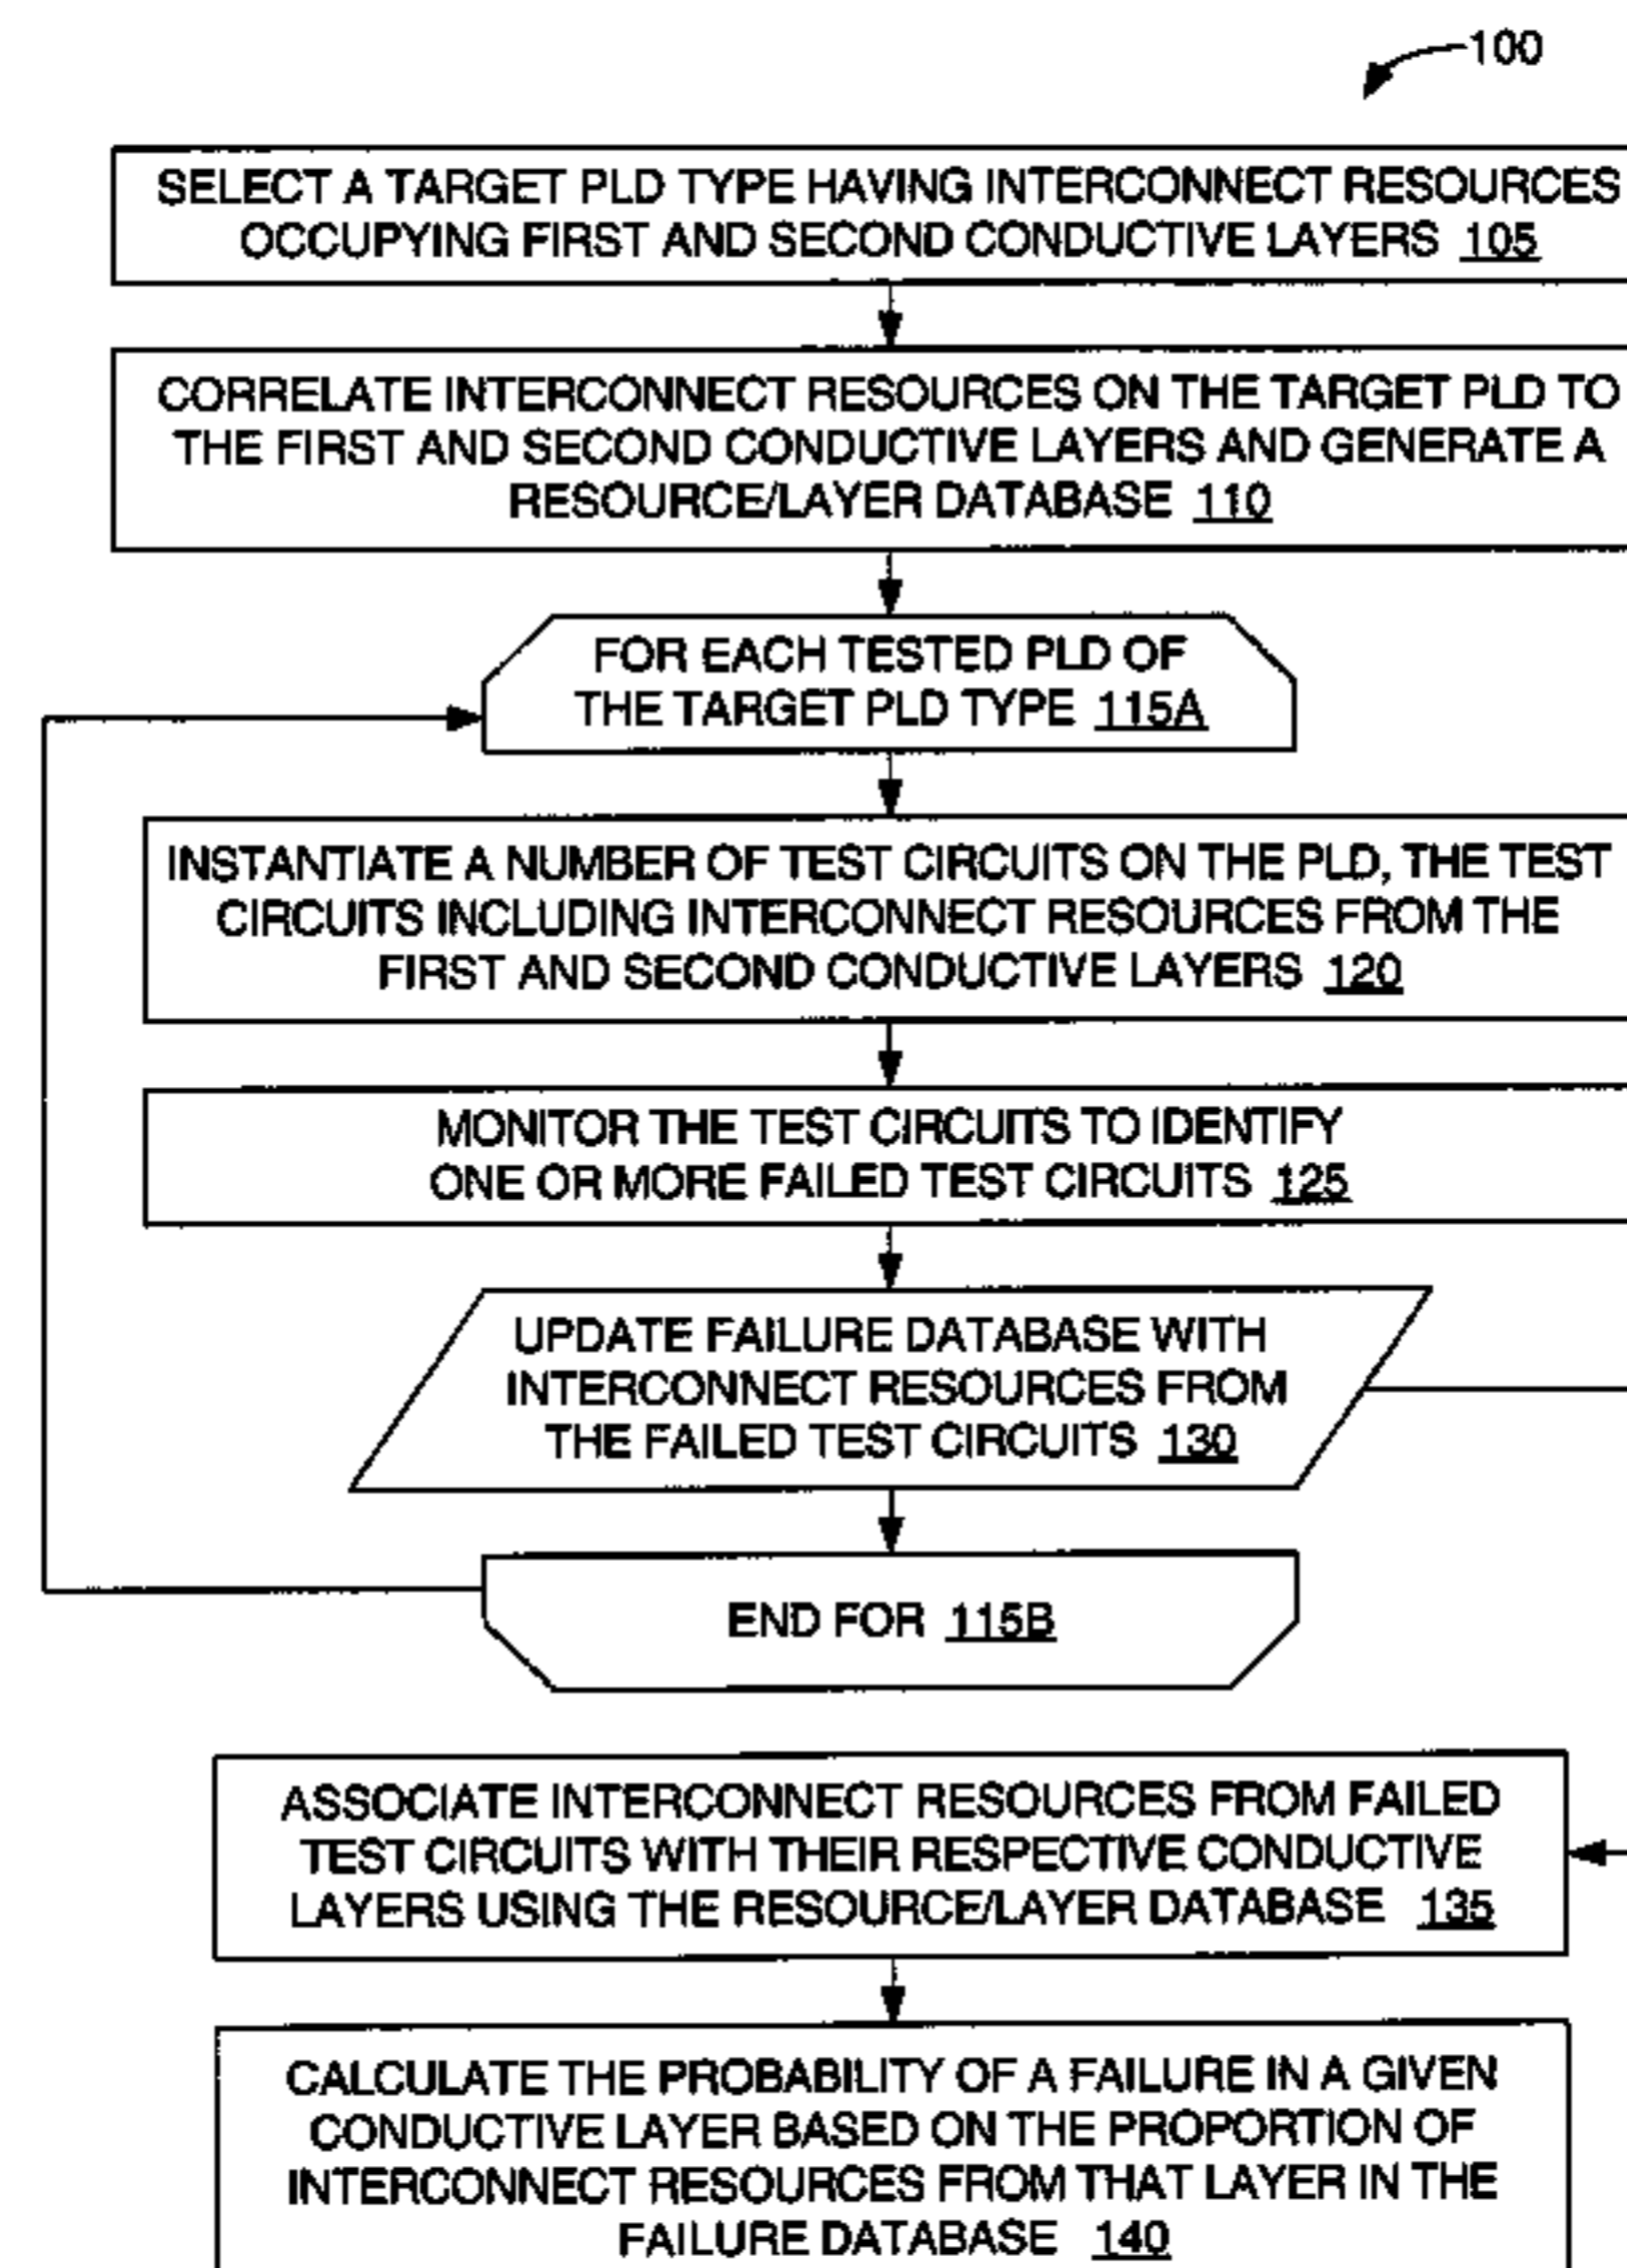 100
SELECT A TARGET PLD TYPE HAVING INTERCONNECT RESOURCES
OCCUPYING FIRST AND SECOND CONDUCTIVE LAYERS 105
CORRELATE INTERCONNECT RESOURCES ON THE TARGET PLD TO
THE FIRST AND SECOND CONDUCTIVE LAYERS AND GENERATE A
RESOURCE/LAYER DATABASE 110
FOR EACH TESTED PLD OF
THE TARGET PLD TYPE 115A
INSTANTIATE A NUMBER OF TEST CIRCUITS ON THE PLD, THE TEST
CIRCUITS INCLUDING INTERCONNECT RESOURCES FROM THE
FIRST AND SECOND CONDUCTIVE LAYERS 120
MONITOR THE TEST CIRCUITS TO IDENTIFY
ONE OR MORE FAILED TEST CIRCUITS 125
UPDATE FAILURE DATABASE WITH
INTERCONNECT RESOURCES FROM
THE FAILED TEST CIRCUITS 130
END FOR 115B
ASSOCIATE INTERCONNECT RESOURCES FROM FAILED
TEST CIRCUITS WITH THEIR RESPECTIVE CONDUCTIVE
LAYERS USING THE RESOURCE/LAYER DATABASE 135
CALCULATE THE PROBABILITY OF A FAILURE IN A GIVEN
CONDUCTIVE LAYER BASED ON THE PROPORTION OF
INTERCONNECT RESOURCES FROM THAT LAYER IN THE
FAILURE DATABASE 140